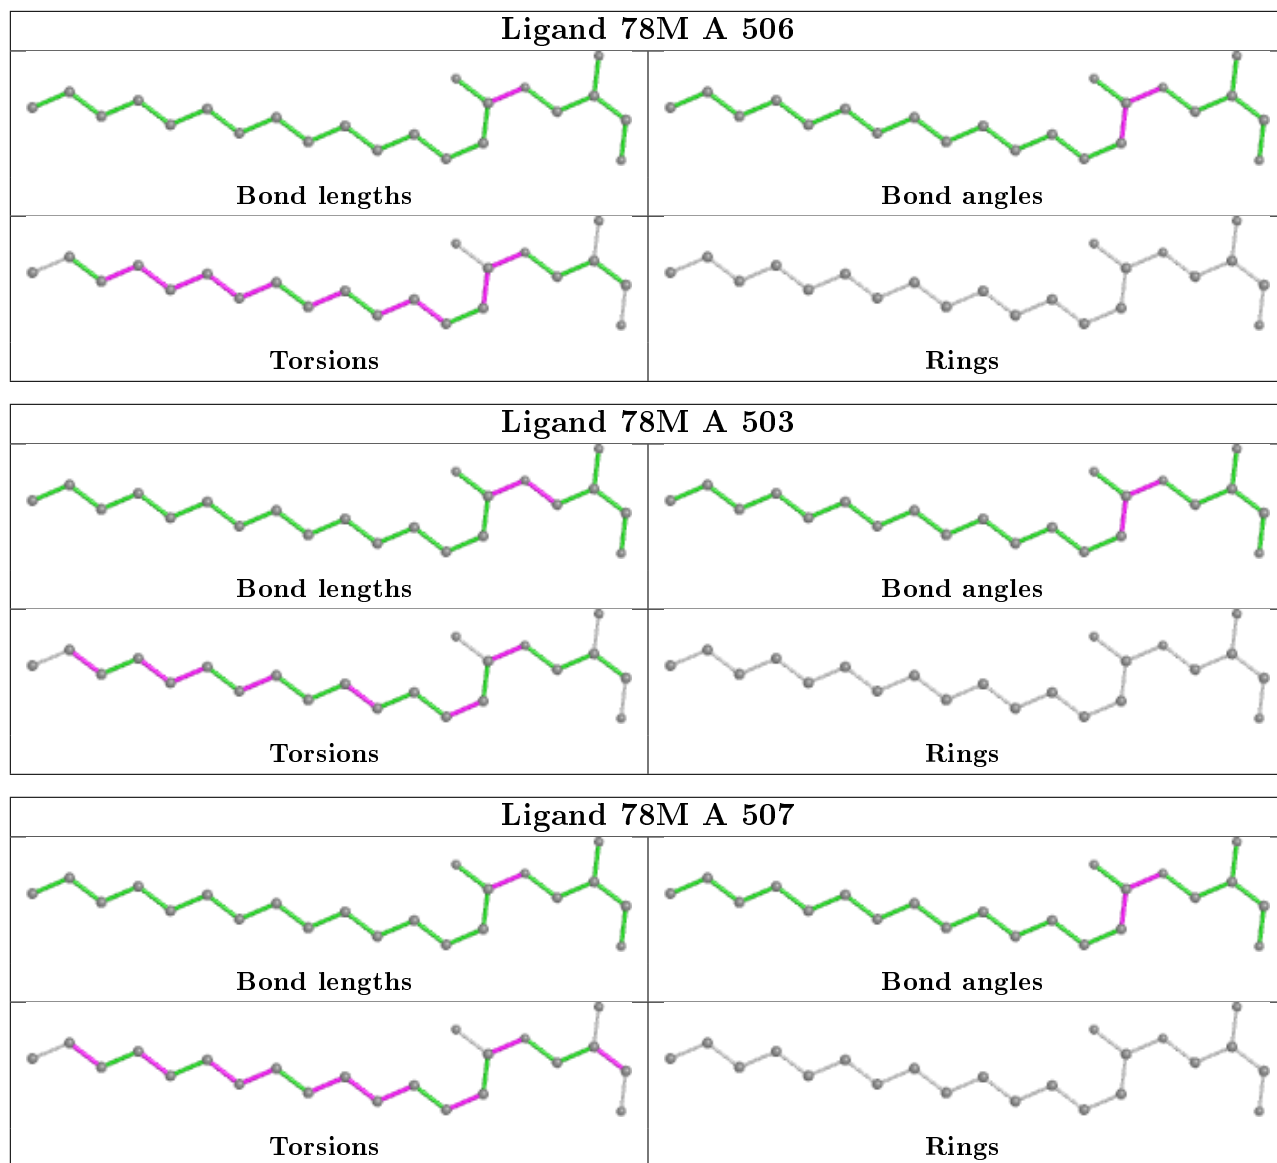 Ligand 78M A 506
Bond lengths
Bond angles
Torsions
Rings
Ligand 78M A 503
Bond lengths
Bond angles
Torsions
Rings
Ligand 78M A 507
Bond lengths
Bond angles
Torsions
Rings